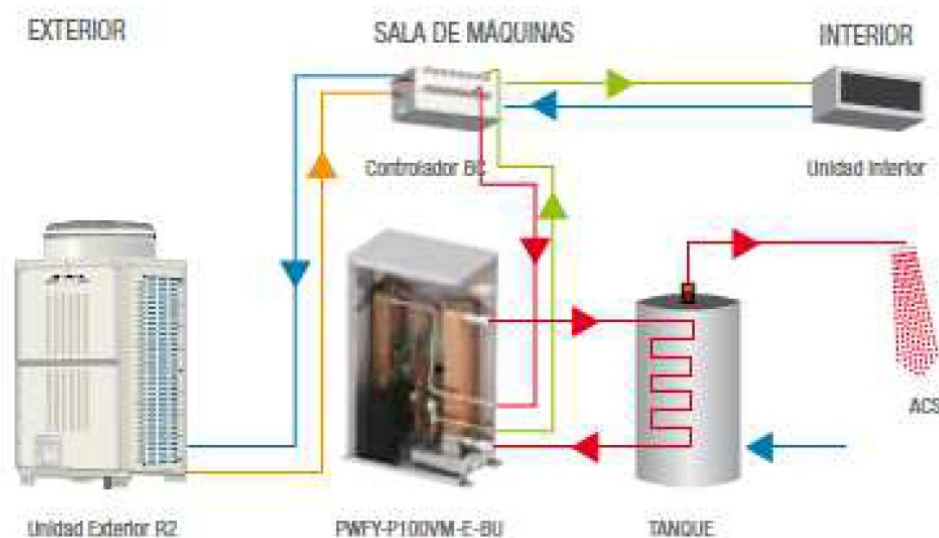 EXTERIOR
SALA DE MÁQUINAS
INTERIOR
Controlador BC
Unidad Interior
ACS
Unidad Exterior R2
PWFY-P100VM-E-BU
TANQUE